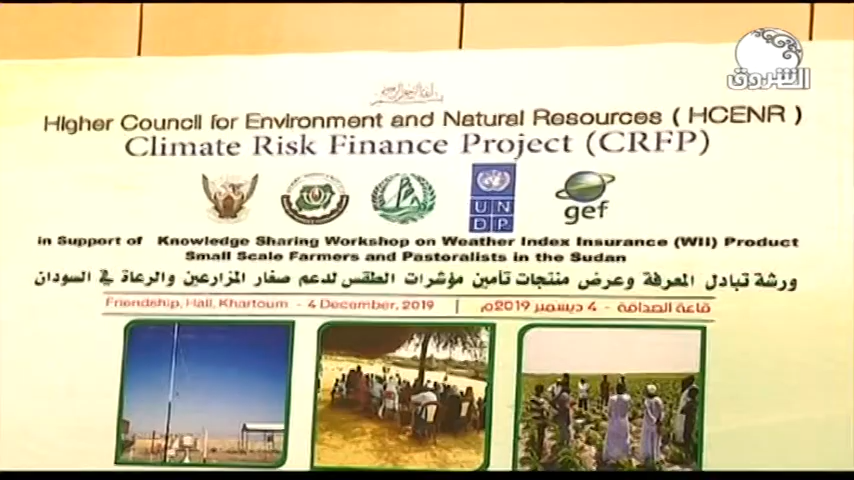 الشروق
Higher Council for Environment and Natural Resources ( HCENR )
Climate Risk Finance Project (CRFP)
UN
DP
gef
in Support of Knowledge Sharing Workshop on Weather Index Insurance (WII) Product
Small Scale Farmers and Pastoralists in the Sudan
ورشة تبادل المعرفة وعرض منتجات تأمين مؤشرات الطقس لدعم صغار المزارعين والرعاة في السودان
Friendship, Hall, Khartoum - 4 December, 2019 | قاعة الصداقة - 4 ديسمبر 2019م